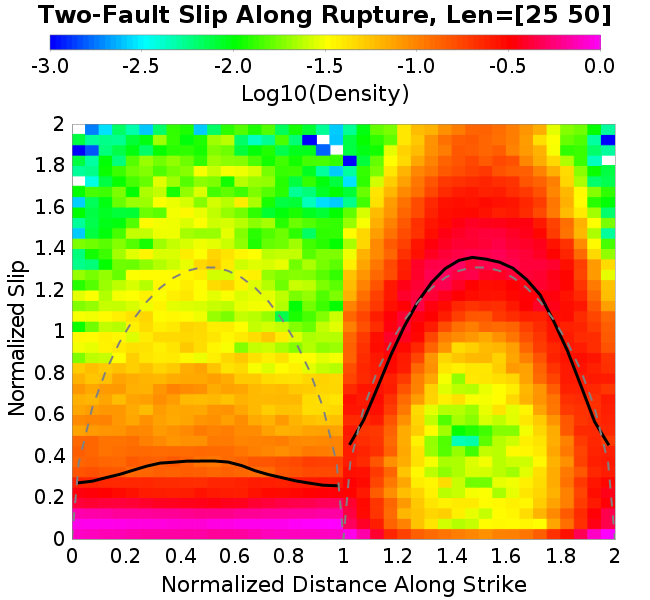 Two-Fault Slip Along Rupture, Len=[25 50]
-3.0 -2.5 -2.0 -1.5 -1.0 -0.5 0.0
Log10(Density)
2
1.8
1.6
1.4
1.2
1
0.8
0.6
0.4
0.2
0
Normalized Slip
0 0.2 0.4 0.6 0.8 1 1.2 1.4 1.6 1.8 2
Normalized Distance Along Strike